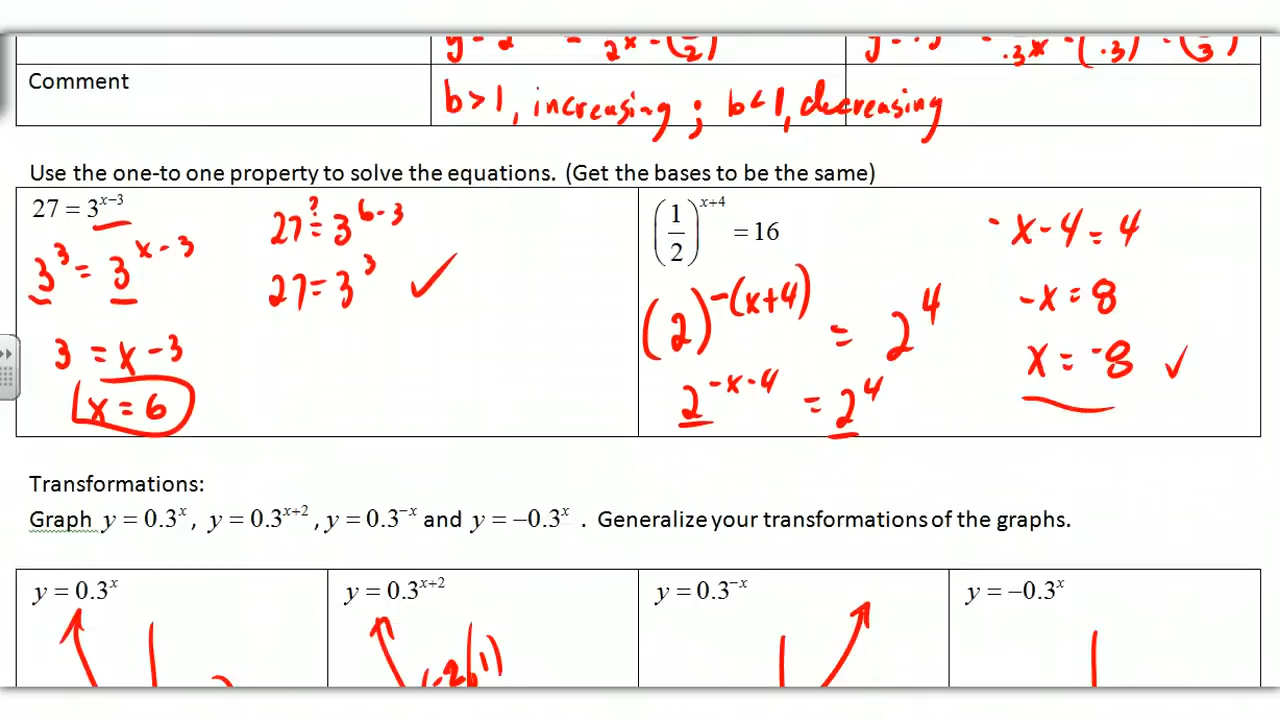 Comment
b > 1, increasing ; b < 1, decreasing
Use the one-to one property to solve the equations. (Get the bases to be the same)
27 = 3^{x-3}
3^3 = 3^{x-3}
3 = x - 3
x = 6
27 ?= 3^{6-3}
27 = 3^3 ✓
(1/2)^{x+4} = 16
(2)^{-(x+4)} = 2^4
2^{-x-4} = 2^4
-x - 4 = 4
-x = 8
x = -8 ✓
Transformations:
Graph y = 0.3^x, y = 0.3^{x+2}, y = 0.3^{-x} and y = -0.3^x. Generalize your transformations of the graphs.
y = 0.3^x
y = 0.3^{x+2}
y = 0.3^{-x}
y = -0.3^x